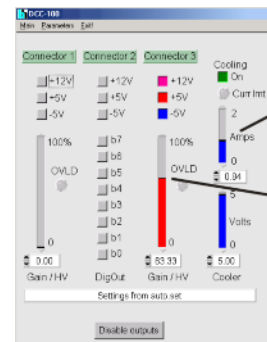 DCC-100
Main Parameters Exit!
Connector 1 Connector 2 Connector 3
Cooling
On
+12V +12V +12V
Curr lmt
+5V +5V +5V
-5V -5V -5V
2
100% b7 100%
Amps
b6
OVLD b5 OVLD
0
b4
0.84
b3
5
b2
Volts
b1
0 b0 0 0
0.00 63.33 5.00
Gain / HV DigOut Gain / HV Cooler
Settings from auto set
Disable outputs